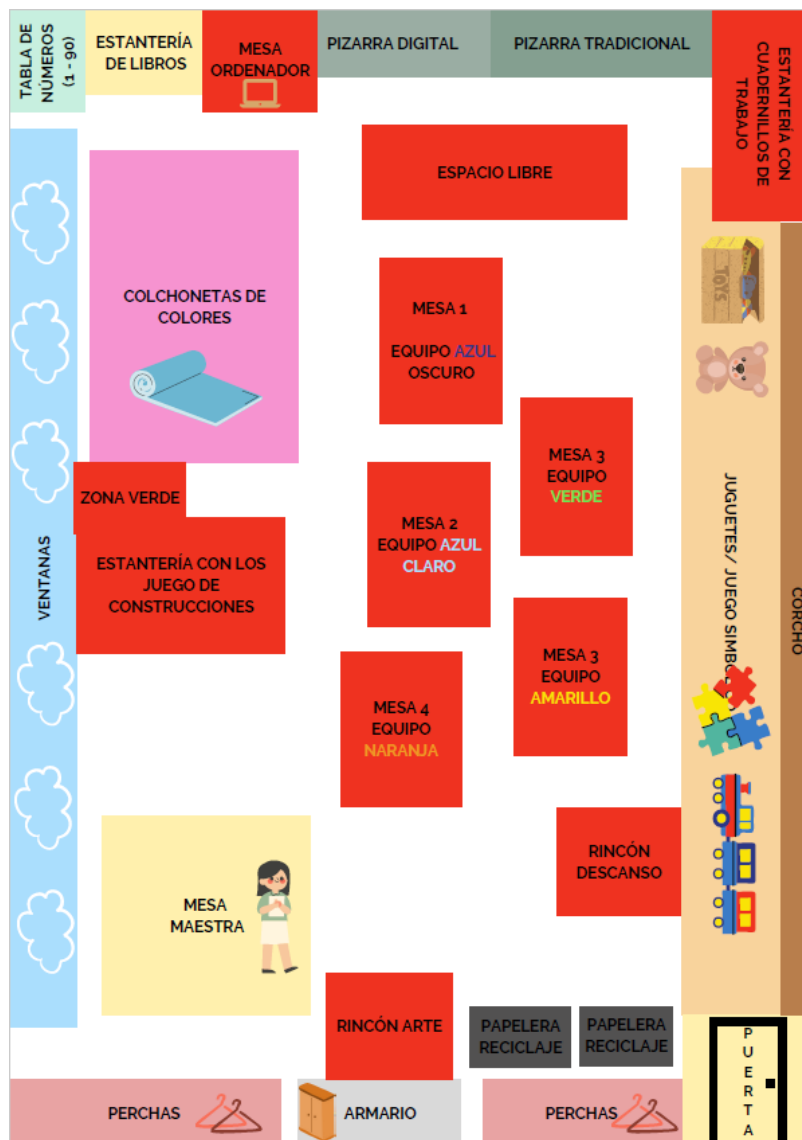 TABLA DE
NÚMEROS
(1 - 90)
ESTANTERÍA
DE LIBROS
MESA
ORDENADOR
PIZARRA DIGITAL
PIZARRA TRADICIONAL
ESTANTERÍA CON
CUADERNILLOS DE
TRABAJO
ESPACIO LIBRE
COLCHONETAS DE
COLORES
TOYS
MESA 1
EQUIPO AZUL
OSCURO
MESA 3
EQUIPO
VERDE
ZONA VERDE
MESA 2
EQUIPO AZUL
CLARO
ESTANTERÍA CON LOS
JUEGO DE
CONSTRUCCIONES
VENTANAS
JUGUETES/ JUEGO
CORCHO
MESA 3
EQUIPO
AMARILLO
MESA 4
EQUIPO
NARANJA
RINCÓN
DESCANSO
MESA
MAESTRA
RINCÓN ARTE
PAPELERA
RECICLAJE
PAPELERA
RECICLAJE
PUERTA
PERCHAS
ARMARIO
PERCHAS